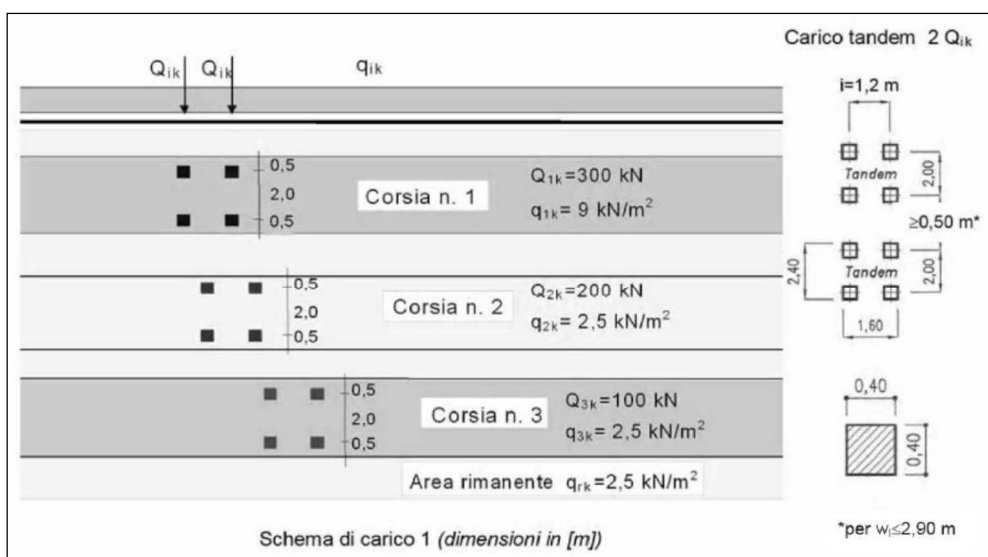 Carico tandem 2 Qik
Qik Qik qik
i=1,2 m
0,5
2,0
0,5
Corsia n. 1
Q1k=300 kN
q1k= 9 kN/m²
Tandem
2,00
≥0,50 m*
0,5
2,0
0,5
Corsia n. 2
Q2k=200 kN
q2k= 2,5 kN/m²
2,40
Tandem
2,00
1,60
0,5
2,0
0,5
Corsia n. 3
Q3k=100 kN
q3k= 2,5 kN/m²
0,40
0,40
Area rimanente qrk=2,5 kN/m²
Schema di carico 1 (dimensioni in [m])
*per wi≤2,90 m